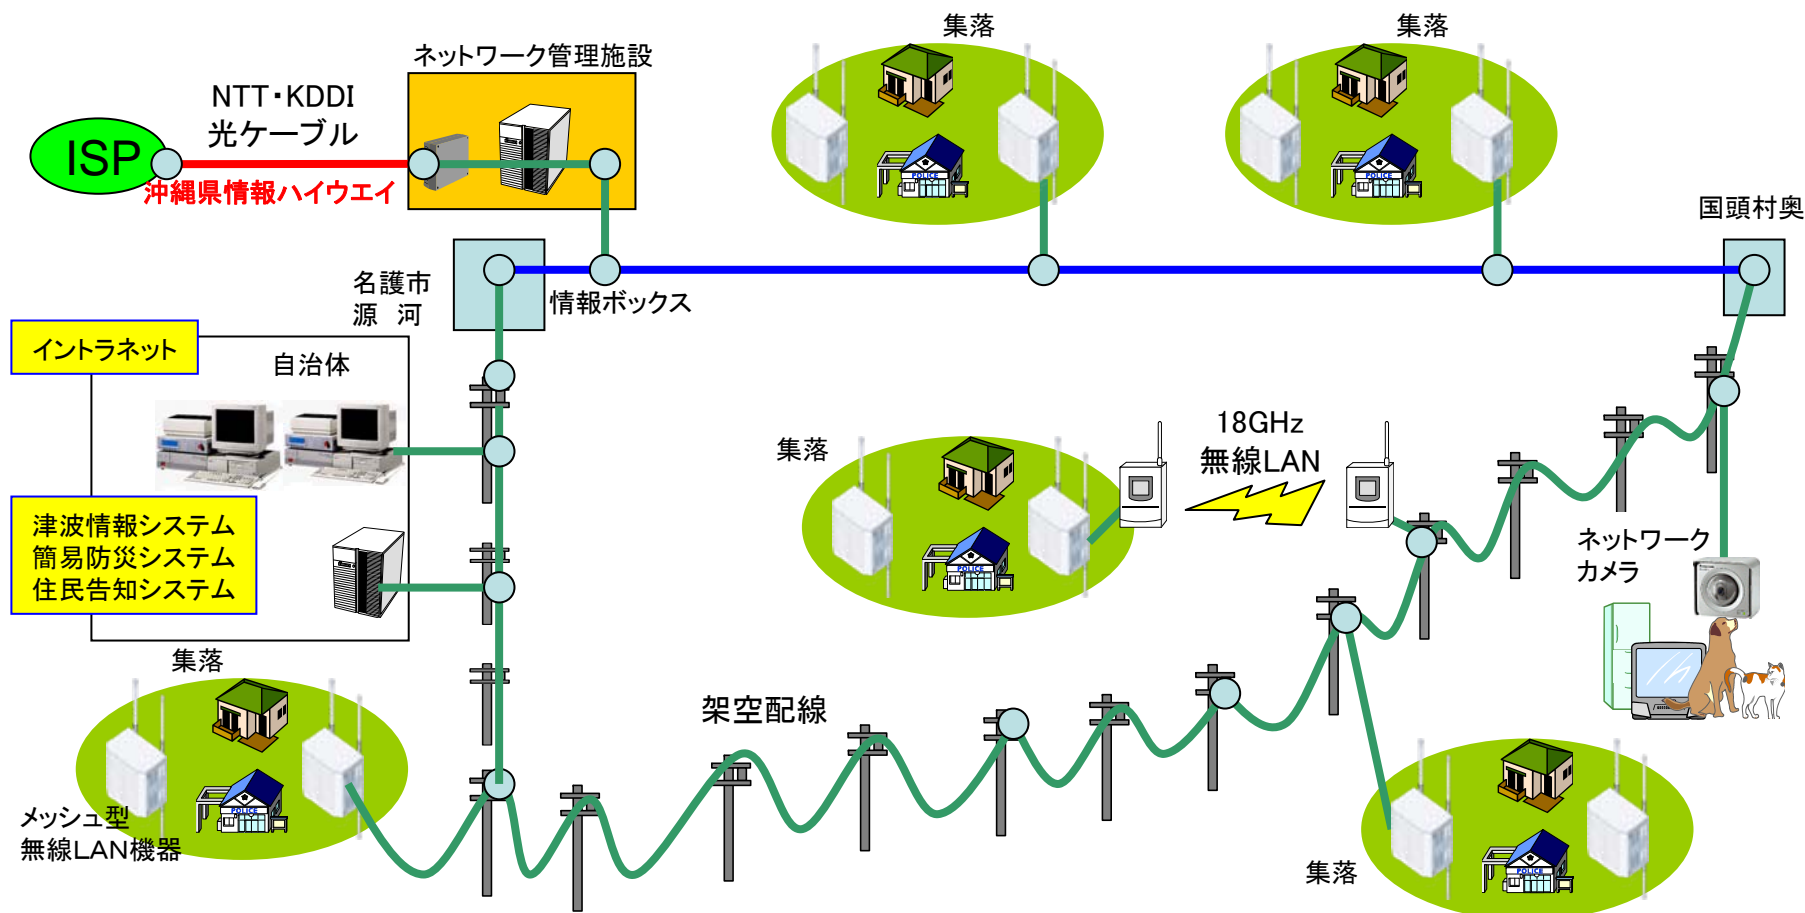 集落
集落
ネットワーク管理施設
NTT・KDDI
光ケーブル
ISP
沖縄県情報ハイウエイ
POLICE
POLICE
国頭村奥
名護市
源　河
情報ボックス
イントラネット
自治体
18GHz
無線LAN
集落
津波情報システム
簡易防災システム
住民告知システム
POLICE
ネットワーク
カメラ
集落
架空配線
POLICE
メッシュ型
無線LAN機器
集落
POLICE